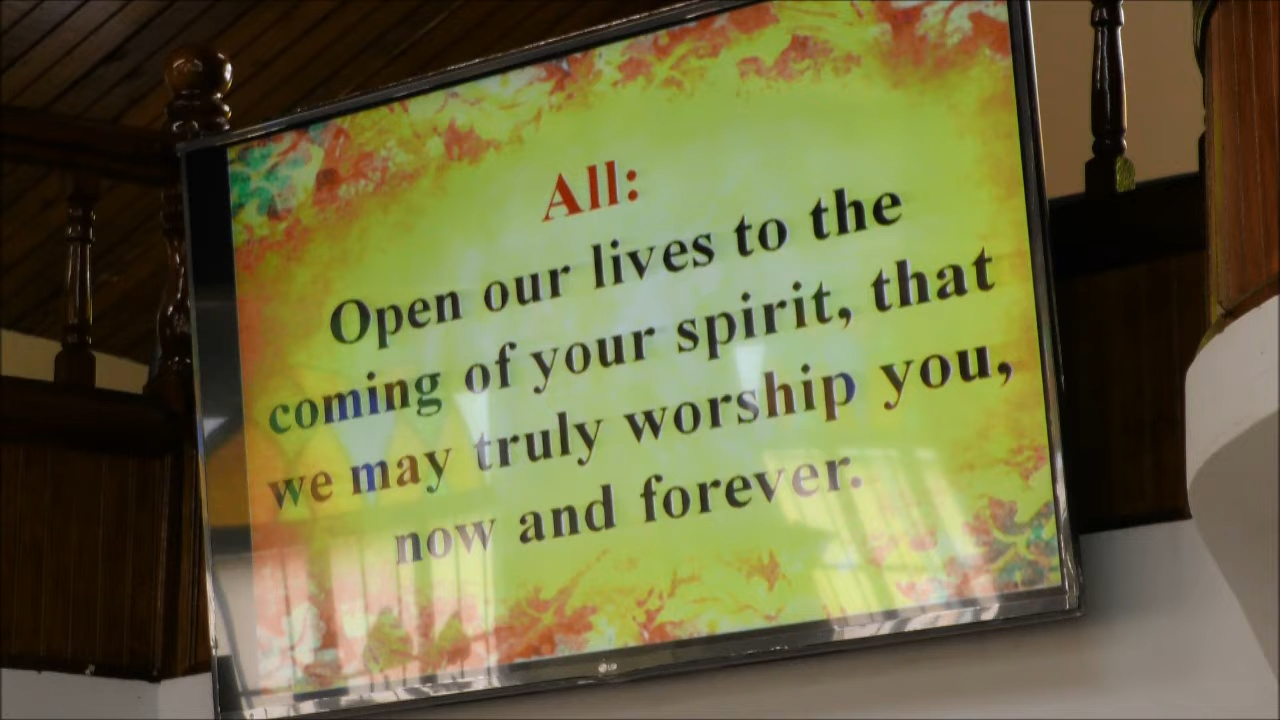 All:
Open our lives to the
coming of your spirit, that
we may truly worship you,
now and forever.
LG